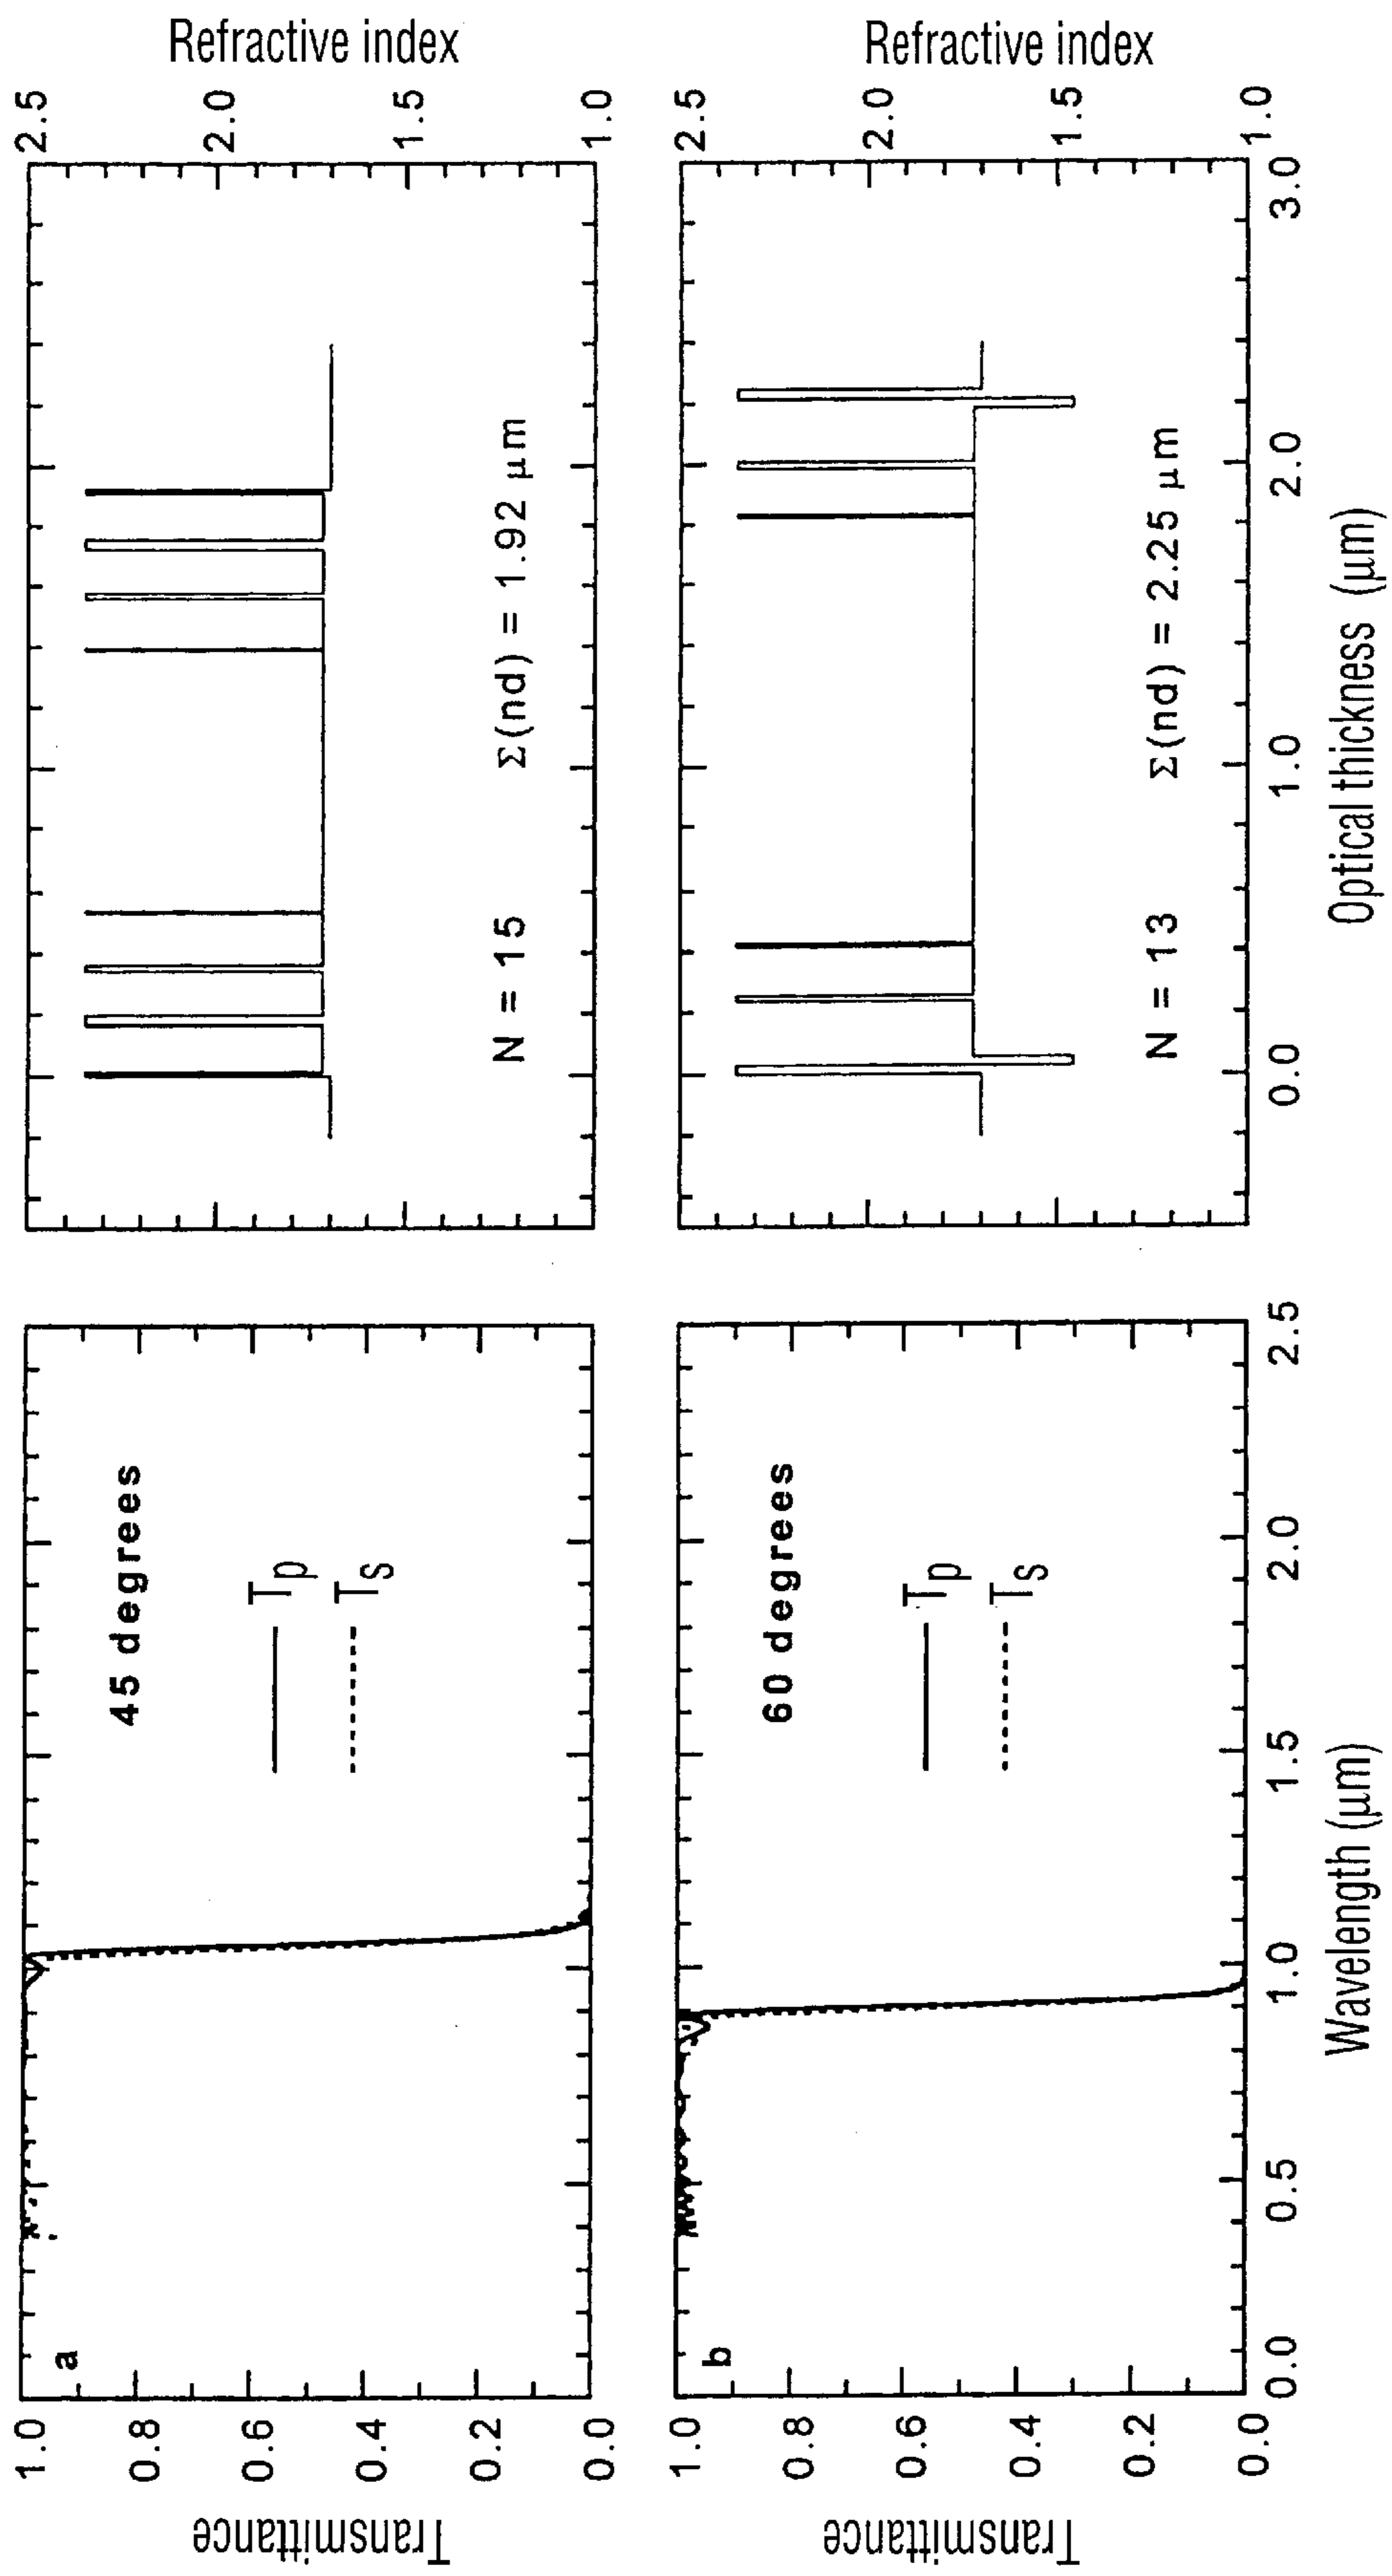 Transmittance
1.0
0.8
0.6
0.4
0.2
0.0
a
45 degrees
Tp
Ts
N = 15
Σ(nd) = 1.92 μm
2.5
2.0
1.5
1.0
Refractive index
Transmittance
1.0
0.8
0.6
0.4
0.2
0.0
b
60 degrees
Tp
Ts
0.0 0.5 1.0 1.5 2.0 2.5
Wavelength (μm)
N = 13
Σ(nd) = 2.25 μm
0.0 1.0 2.0 3.0
Optical thickness (μm)
2.5
2.0
1.5
1.0
Refractive index